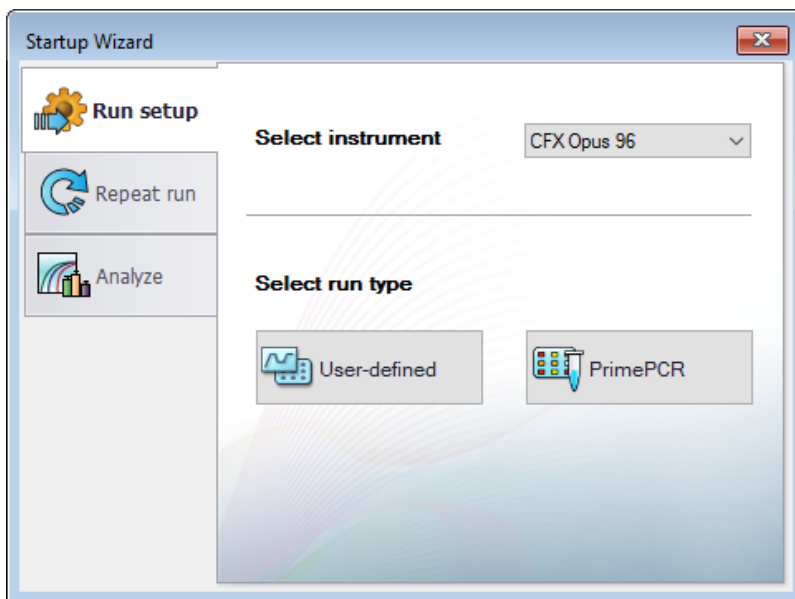 Startup Wizard
Run setup
Repeat run
Analyze
Select instrument
CFX Opus 96
Select run type
User-defined
PrimePCR